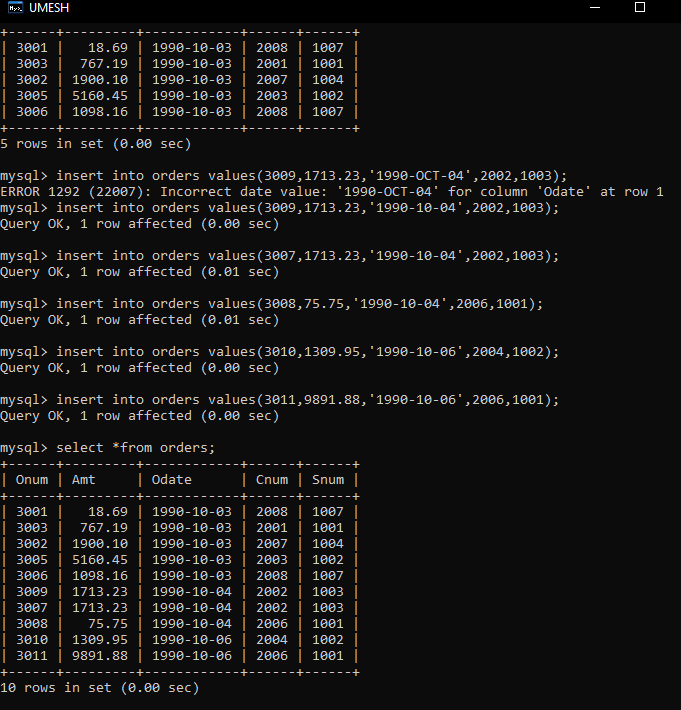 UMESH
+------+---------+------------+------+------+
| 3001 |   18.69 | 1990-10-03 | 2008 | 1007 |
| 3003 |  767.19 | 1990-10-03 | 2001 | 1001 |
| 3002 | 1900.10 | 1990-10-03 | 2007 | 1004 |
| 3005 | 5160.45 | 1990-10-03 | 2003 | 1002 |
| 3006 | 1098.16 | 1990-10-03 | 2008 | 1007 |
+------+---------+------------+------+------+
5 rows in set (0.00 sec)
mysql> insert into orders values(3009,1713.23,'1990-OCT-04',2002,1003);
ERROR 1292 (22007): Incorrect date value: '1990-OCT-04' for column 'Odate' at row 1
mysql> insert into orders values(3009,1713.23,'1990-10-04',2002,1003);
Query OK, 1 row affected (0.00 sec)
mysql> insert into orders values(3007,1713.23,'1990-10-04',2002,1003);
Query OK, 1 row affected (0.01 sec)
mysql> insert into orders values(3008,75.75,'1990-10-04',2006,1001);
Query OK, 1 row affected (0.01 sec)
mysql> insert into orders values(3010,1309.95,'1990-10-06',2004,1002);
Query OK, 1 row affected (0.00 sec)
mysql> insert into orders values(3011,9891.88,'1990-10-06',2006,1001);
Query OK, 1 row affected (0.00 sec)
mysql> select *from orders;
+------+---------+------------+------+------+
| Onum | Amt     | Odate      | Cnum | Snum |
+------+---------+------------+------+------+
| 3001 |   18.69 | 1990-10-03 | 2008 | 1007 |
| 3003 |  767.19 | 1990-10-03 | 2001 | 1001 |
| 3002 | 1900.10 | 1990-10-03 | 2007 | 1004 |
| 3005 | 5160.45 | 1990-10-03 | 2003 | 1002 |
| 3006 | 1098.16 | 1990-10-03 | 2008 | 1007 |
| 3009 | 1713.23 | 1990-10-04 | 2002 | 1003 |
| 3007 | 1713.23 | 1990-10-04 | 2002 | 1003 |
| 3008 |   75.75 | 1990-10-04 | 2006 | 1001 |
| 3010 | 1309.95 | 1990-10-06 | 2004 | 1002 |
| 3011 | 9891.88 | 1990-10-06 | 2006 | 1001 |
+------+---------+------------+------+------+
10 rows in set (0.00 sec)